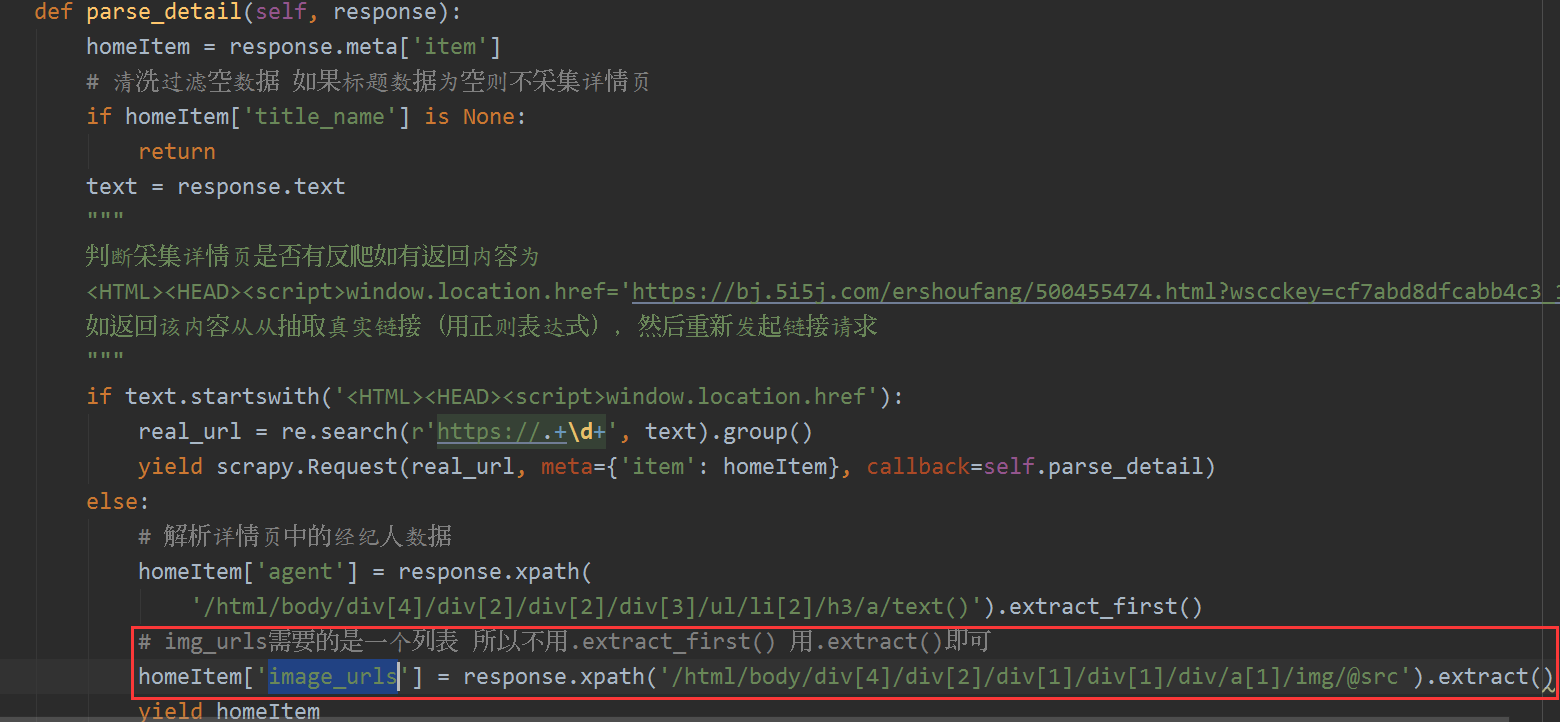 def parse_detail(self, response):
homeItem = response.meta['item']
# 清洗过滤空数据 如果标题数据为空则不采集详情页
if homeItem['title_name'] is None:
return
text = response.text
"""
判断采集详情页是否有反爬如有返回内容为
<HTML><HEAD><script>window.location.href='https://bj.5i5j.com/ershoufang/500455474.html?wscckey=cf7abd8dfcabb4c3_1
如返回该内容从从抽取真实链接（用正则表达式），然后重新发起链接请求
"""
if text.startswith('<HTML><HEAD><script>window.location.href'):
real_url = re.search(r'https://.+\d+', text).group()
yield scrapy.Request(real_url, meta={'item': homeItem}, callback=self.parse_detail)
else:
# 解析详情页中的经纪人数据
homeItem['agent'] = response.xpath(
'/html/body/div[4]/div[2]/div[2]/div[3]/ul/li[2]/h3/a/text()').extract_first()
# img_urls需要的是一个列表 所以不用.extract_first() 用.extract()即可
homeItem['image_urls'] = response.xpath('/html/body/div[4]/div[2]/div[1]/div[1]/div/a[1]/img/@src').extract()
yield homeItem